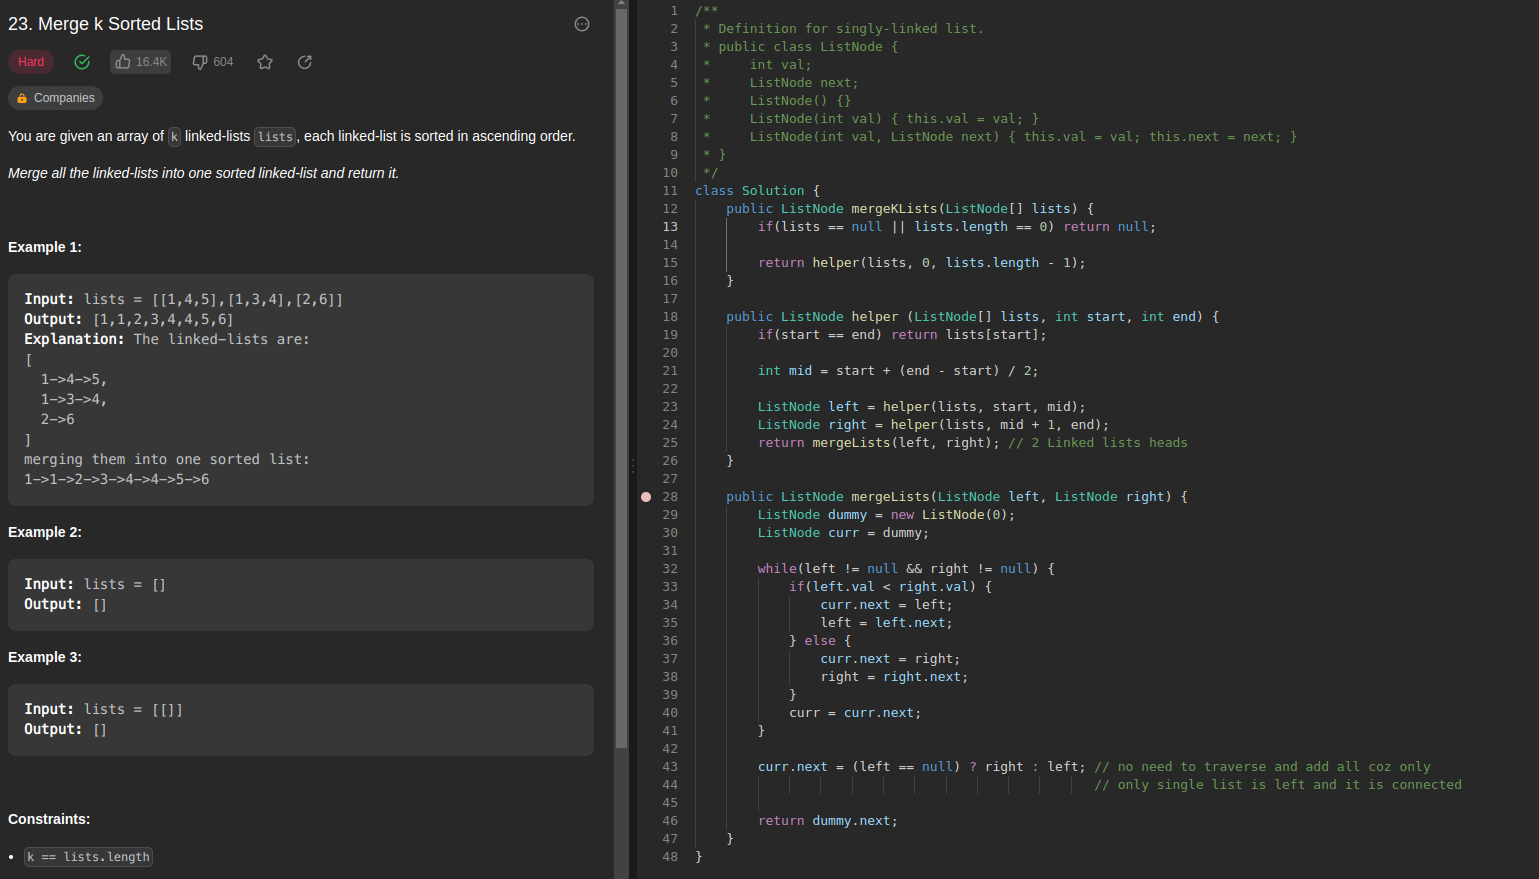 23. Merge k Sorted Lists
Hard 16.4K 604
Companies
You are given an array of k linked-lists lists, each linked-list is sorted in ascending order.
Merge all the linked-lists into one sorted linked-list and return it.
Example 1:
Input: lists = [[1,4,5],[1,3,4],[2,6]]
Output: [1,1,2,3,4,4,5,6]
Explanation: The linked-lists are:
[
  1->4->5,
  1->3->4,
  2->6
]
merging them into one sorted list:
1->1->2->3->4->4->5->6
Example 2:
Input: lists = []
Output: []
Example 3:
Input: lists = [[]]
Output: []
Constraints:
• k == lists.length
1 /**
2  * Definition for singly-linked list.
3  * public class ListNode {
4  *     int val;
5  *     ListNode next;
6  *     ListNode() {}
7  *     ListNode(int val) { this.val = val; }
8  *     ListNode(int val, ListNode next) { this.val = val; this.next = next; }
9  * }
10  */
11 class Solution {
12     public ListNode mergeKLists(ListNode[] lists) {
13         if(lists == null || lists.length == 0) return null;
14
15         return helper(lists, 0, lists.length - 1);
16     }
17
18     public ListNode helper (ListNode[] lists, int start, int end) {
19         if(start == end) return lists[start];
20
21         int mid = start + (end - start) / 2;
22
23         ListNode left = helper(lists, start, mid);
24         ListNode right = helper(lists, mid + 1, end);
25         return mergeLists(left, right); // 2 Linked lists heads
26     }
27
28     public ListNode mergeLists(ListNode left, ListNode right) {
29         ListNode dummy = new ListNode(0);
30         ListNode curr = dummy;
31
32         while(left != null && right != null) {
33             if(left.val < right.val) {
34                 curr.next = left;
35                 left = left.next;
36             } else {
37                 curr.next = right;
38                 right = right.next;
39             }
40             curr = curr.next;
41         }
42
43         curr.next = (left == null) ? right : left; // no need to traverse and add all coz only
44                                                    // only single list is left and it is connected
45
46         return dummy.next;
47     }
48 }